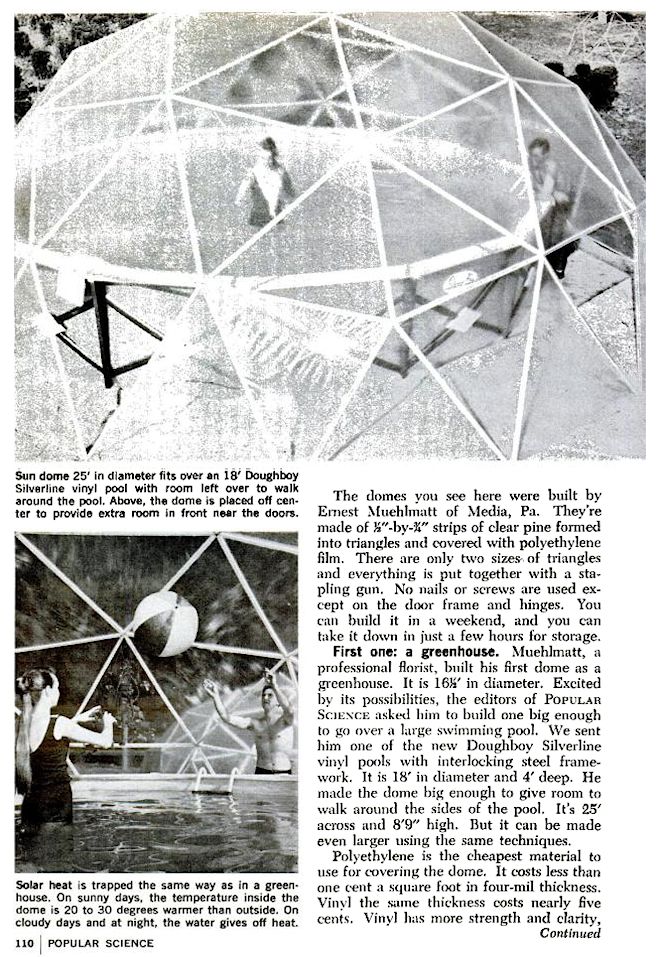 Sun dome 25' in diameter fits over an 18' Doughboy
Silverline vinyl pool with room left over to walk
around the pool. Above, the dome is placed off cen-
ter to provide extra room in front near the doors.
Solar heat is trapped the same way as in a green-
house. On sunny days, the temperature inside the
dome is 20 to 30 degrees warmer than outside. On
cloudy days and at night, the water gives off heat.
The domes you see here were built by
Ernest Muehlmatt of Media, Pa. They're
made of ½"-by-¾" strips of clear pine formed
into triangles and covered with polyethylene
film. There are only two sizes of triangles
and everything is put together with a sta-
pling gun. No nails or screws are used ex-
cept on the door frame and hinges. You
can build it in a weekend, and you can
take it down in just a few hours for storage.
First one: a greenhouse. Muehlmatt, a
professional florist, built his first dome as a
greenhouse. It is 16½' in diameter. Excited
by its possibilities, the editors of POPULAR
SCIENCE asked him to build one big enough
to go over a large swimming pool. We sent
him one of the new Doughboy Silverline
vinyl pools with interlocking steel frame-
work. It is 18' in diameter and 4' deep. He
made the dome big enough to give room to
walk around the sides of the pool. It's 25'
across and 8'9" high. But it can be made
even larger using the same techniques.
Polyethylene is the cheapest material to
use for covering the dome. It costs less than
one cent a square foot in four-mil thickness.
Vinyl the same thickness costs nearly five
cents. Vinyl has more strength and clarity,
Continued
110 | POPULAR SCIENCE